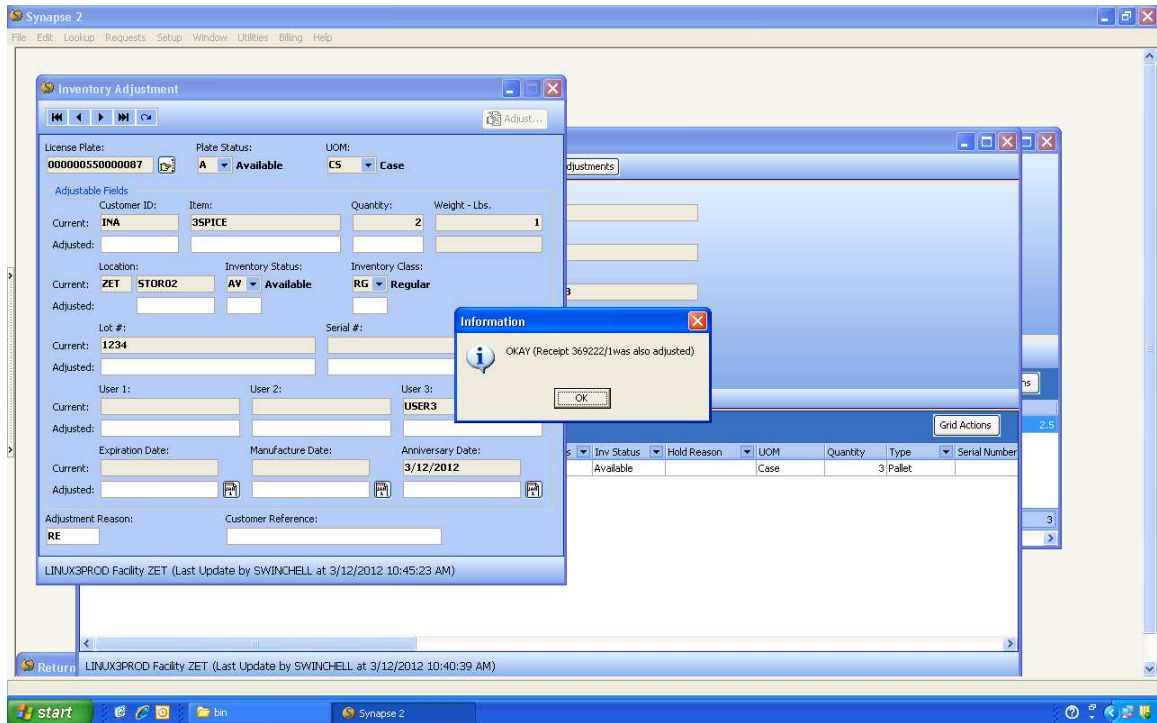 Synapse 2
File Edit Lookup Requests Setup Window Utilities Billing Help
Inventory Adjustment
Adjust...
License Plate: Plate Status: UOM:
000000550000087 A Available CS Case
Adjustable Fields
Customer ID: Item: Quantity: Weight - Lbs.
Current: INA 3SPICE 2 1
Adjusted:
Location: Inventory Status: Inventory Class:
Current: ZET STOR02 AV Available RG Regular
Adjusted:
Lot #: Serial #:
Current: 1234
Adjusted:
User 1: User 2: User 3:
Current: USER3
Adjusted:
Expiration Date: Manufacture Date: Anniversary Date:
Current: 3/12/2012
Adjusted:
Adjustment Reason: Customer Reference:
RE
LINUX3PROD Facility ZET (Last Update by SWINCHELL at 3/12/2012 10:45:23 AM)
djustments
Information
OKAY (Receipt 369222/1was also adjusted)
OK
Grid Actions
ns
2.5
s Inv Status Hold Reason UOM Quantity Type Serial Number
Available Case 3 Pallet
3
Return
LINUX3PROD Facility ZET (Last Update by SWINCHELL at 3/12/2012 10:40:39 AM)
start bin Synapse 2